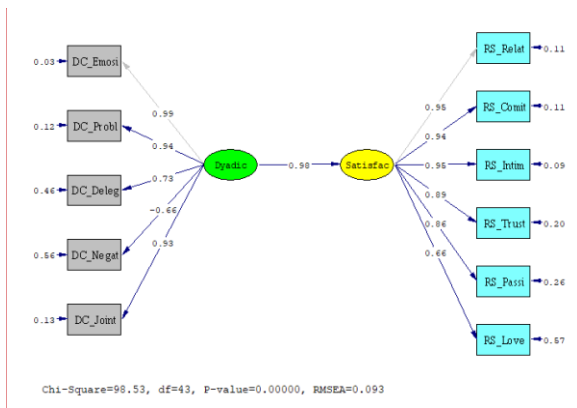 0.03 DC_Emosi
0.12 DC_Probl
0.46 DC_Deleg
0.56 DC_Negat
0.13 DC_Joint
0.99
0.94
0.73
-0.66
0.93
Dyadic
0.90
Satisfac
0.95
0.94
0.95
0.89
0.86
0.66
RS_Relat 0.11
RS_Comit 0.11
RS_Intim 0.09
RS_Trust 0.20
RS_Passi 0.26
RS_Love 0.57
Chi-Square=98.53, df=43, P-value=0.00000, RMSEA=0.093